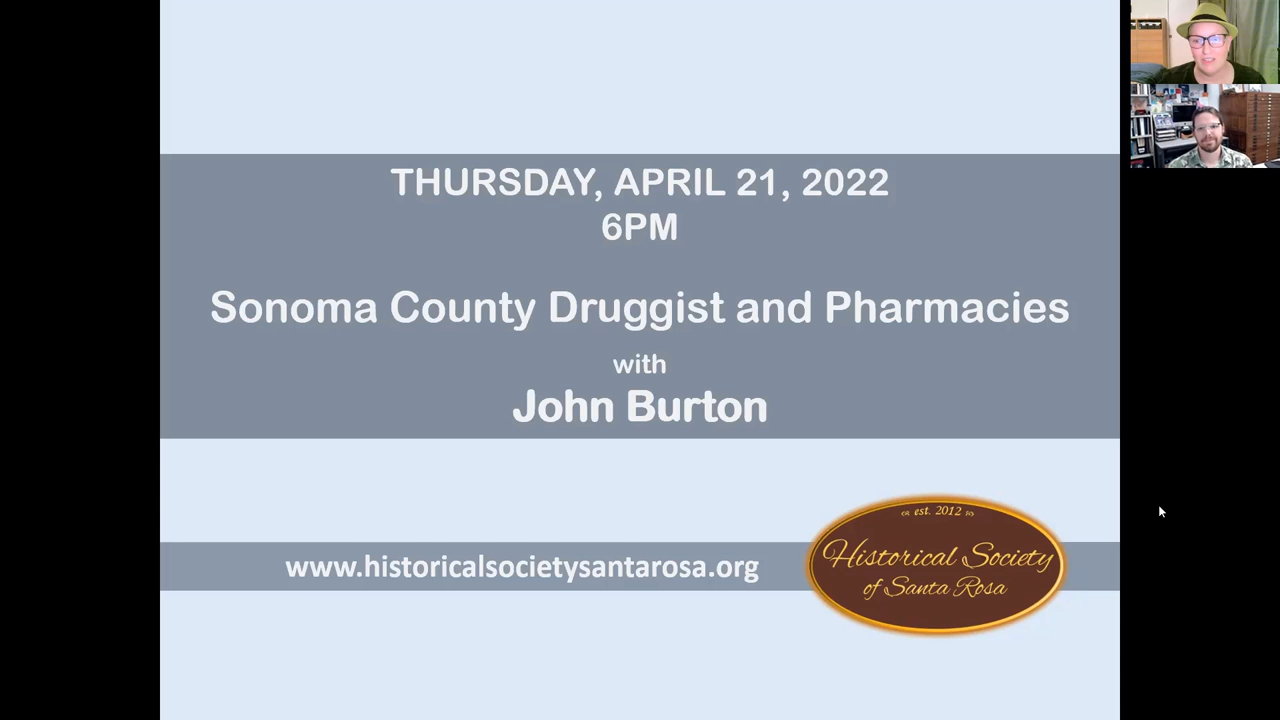 THURSDAY, APRIL 21, 2022
6PM
Sonoma County Druggist and Pharmacies
with
John Burton
www.historicalsocietysantarosa.org
est. 2012
Historical Society
of Santa Rosa